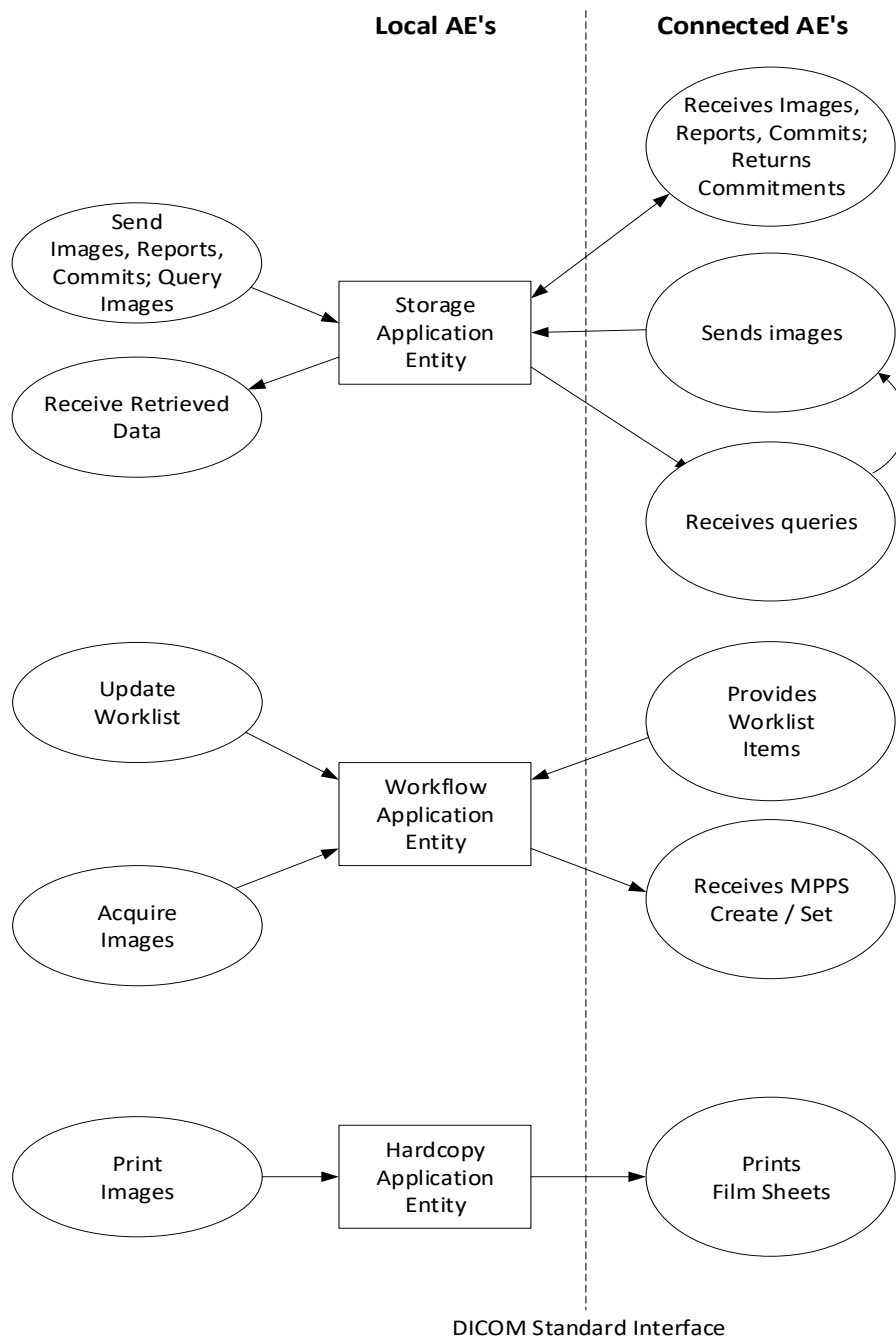 Local AE's
Connected AE's
Receives Images,
Reports, Commits;
Returns
Commitments
Send
Images, Reports,
Commits; Query
Images
Storage
Application
Entity
Sends images
Receive Retrieved
Data
Receives queries
Update
Worklist
Provides
Worklist
Items
Workflow
Application
Entity
Acquire
Images
Receives MPPS
Create / Set
Print
Images
Hardcopy
Application
Entity
Prints
Film Sheets
DICOM Standard Interface